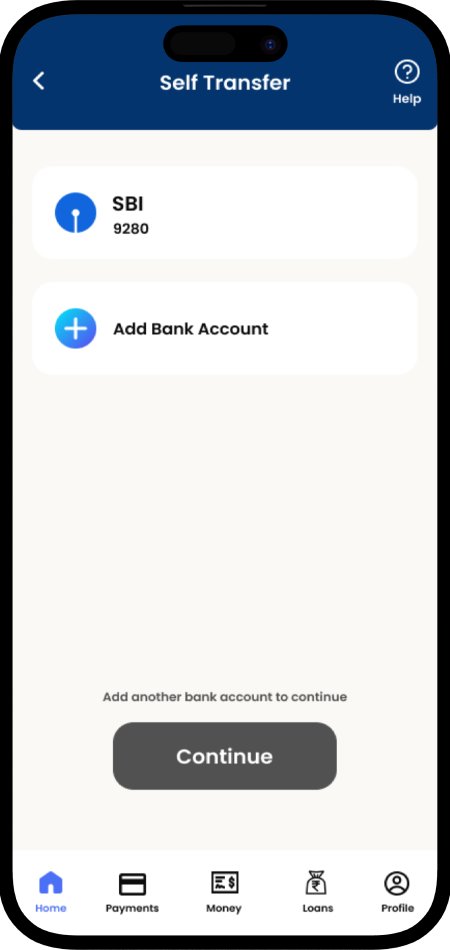 Self Transfer
Help
SBI
9280
Add Bank Account
Add another bank account to continue
Continue
Home
Payments
Money
Loans
Profile